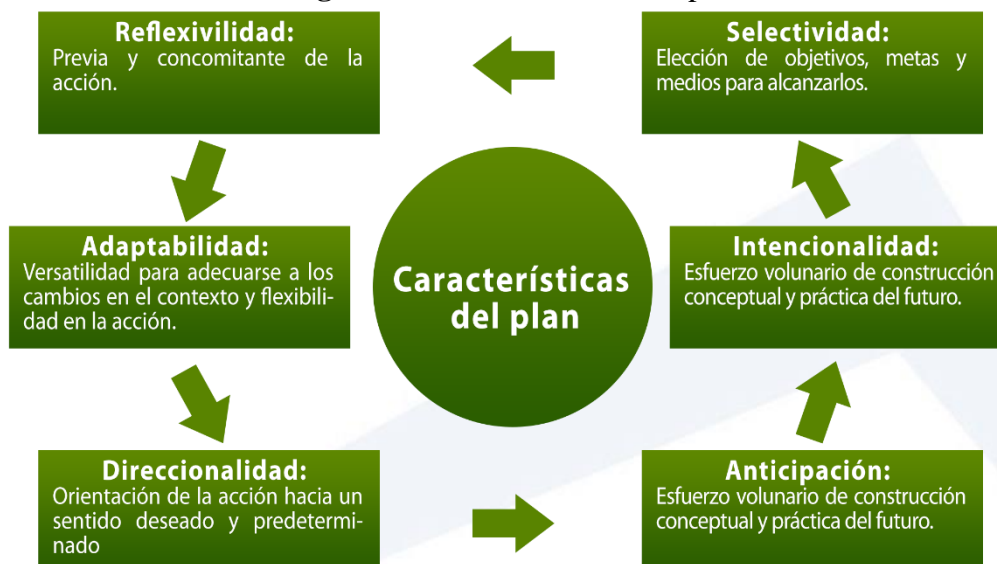 Reflexivilidad:
Previa y concomitante de la
acción.
Selectividad:
Elección de objetivos, metas y
medios para alcanzarlos.
Adaptabilidad:
Versatilidad para adecuarse a los
cambios en el contexto y flexibili-
dad en la acción.
Características
del plan
Intencionalidad:
Esfuerzo volunario de construcción
conceptual y práctica del futuro.
Direccionalidad:
Orientación de la acción hacia un
sentido deseado y predetermi-
nado
Anticipación:
Esfuerzo volunario de construcción
conceptual y práctica del futuro.